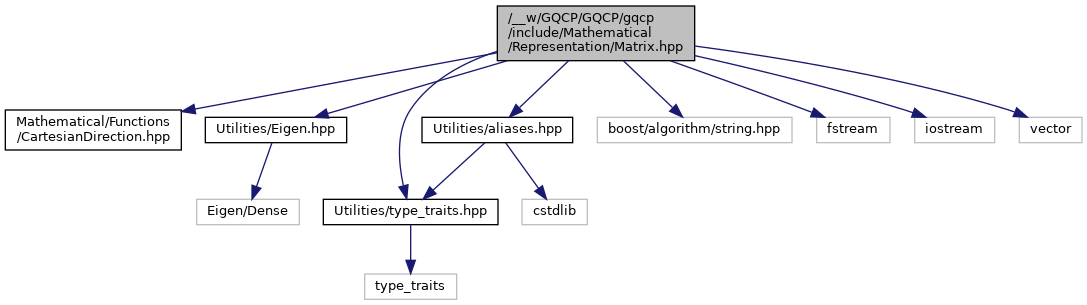 /__w/GQCP/GQCP/gqcp
/include/Mathematical
/Representation/Matrix.hpp
Mathematical/Functions
/CartesianDirection.hpp
Utilities/Eigen.hpp
Utilities/aliases.hpp
boost/algorithm/string.hpp
fstream
iostream
vector
Eigen/Dense
Utilities/type_traits.hpp
cstdlib
type_traits